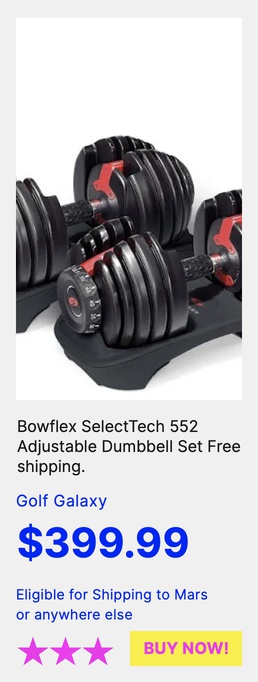 Bowflex SelectTech 552
Adjustable Dumbbell Set Free
shipping.
Golf Galaxy
$399.99
Eligible for Shipping to Mars
or anywhere else
BUY NOW!